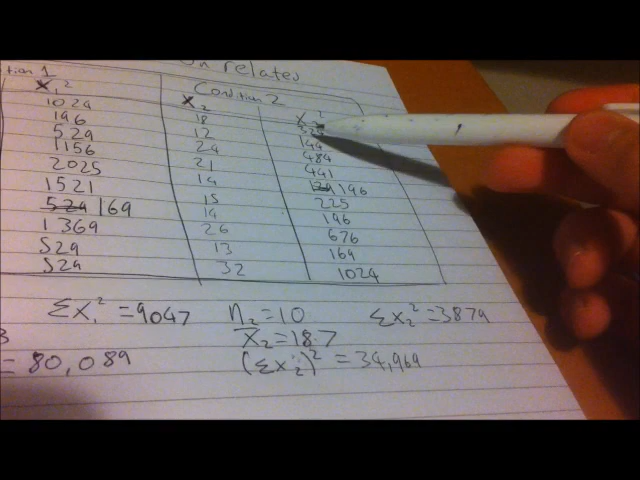 on related
tion 1
Condition 2
X₁² X₂ X₂²
1024 18 324
196 12 144
529 24 484
1156 21 441
2025 14 196
1521 15 225
169 14 196
1369 26 676
529 13 169
529 32 1024
ΣX₁² = 9047 n₂ = 10 ΣX₂² = 3879
X̄₂ = 18.7
= 80,089 (ΣX₂)² = 34,969